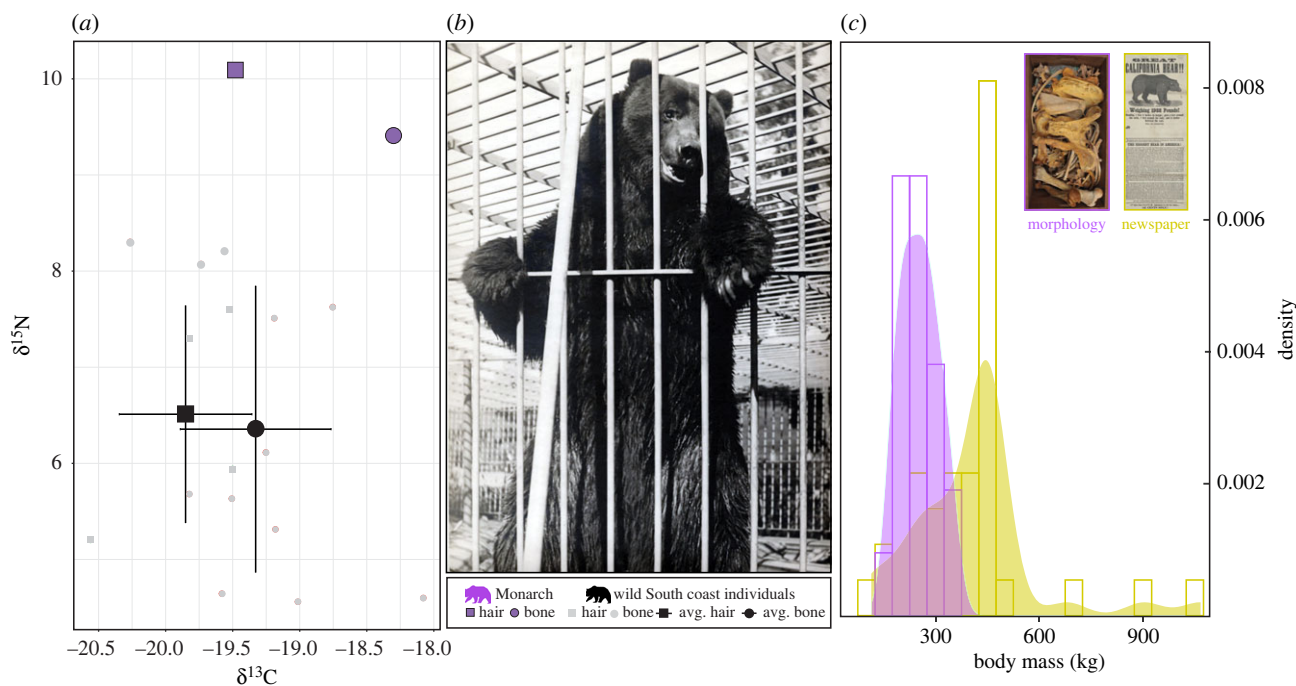 (a)
(b)
(c)
10
8
6
δ15N
−20.5 −20.0 −19.5 −19.0 −18.5 −18.0
δ13C
Monarch
wild South coast individuals
hair bone hair bone avg. hair avg. bone
GREAT
CALIFORNIA BEAR!!
morphology newspaper
0.008
0.006
0.004
0.002
density
300 600 900
body mass (kg)